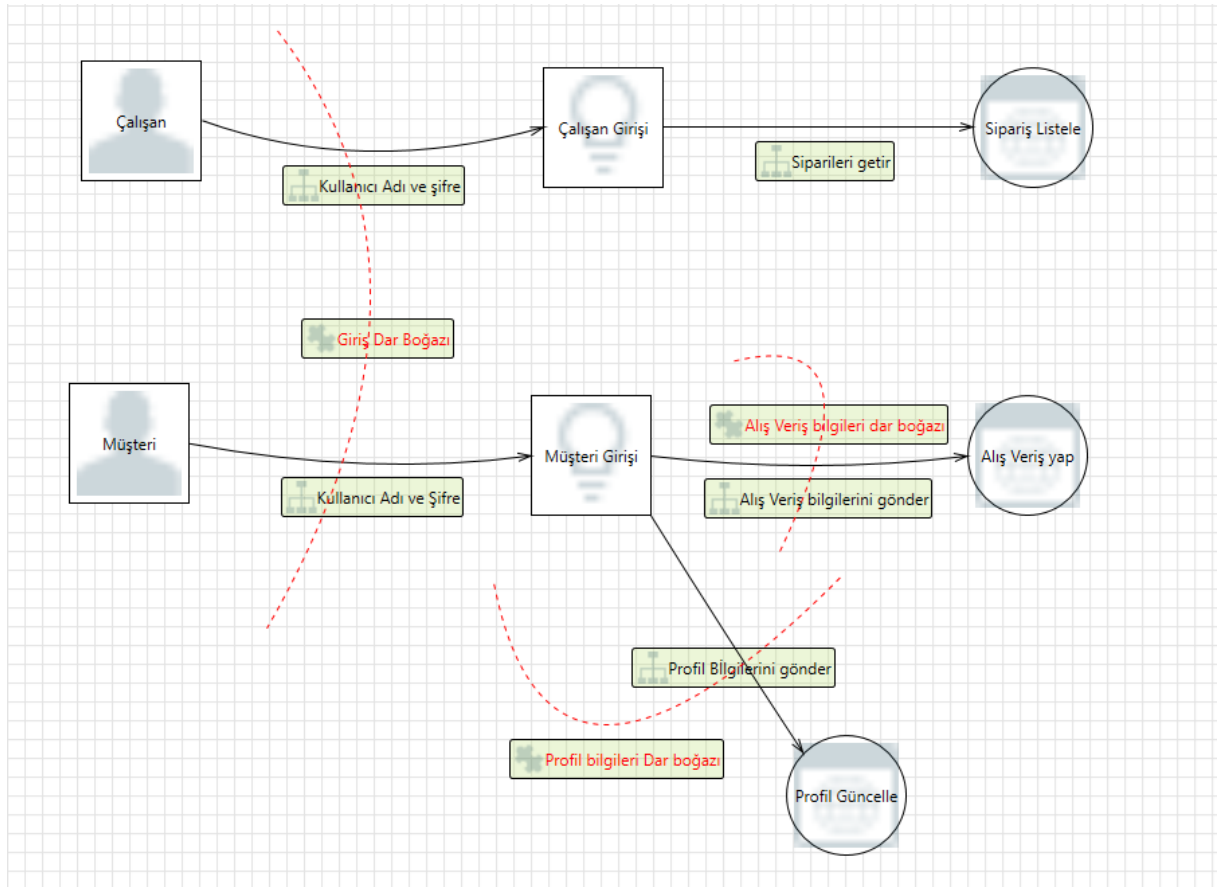 Çalışan
Çalışan Girişi
Sipariş Listele
Siparileri getir
Kullanıcı Adı ve şifre
Giriş Dar Boğazı
Müşteri
Müşteri Girişi
Alış Veriş bilgileri dar boğazı
Alış Veriş yap
Kullanıcı Adı ve Şifre
Alış Veriş bilgilerini gönder
Profil Bİlgilerini gönder
Profil bilgileri Dar boğazı
Profil Güncelle